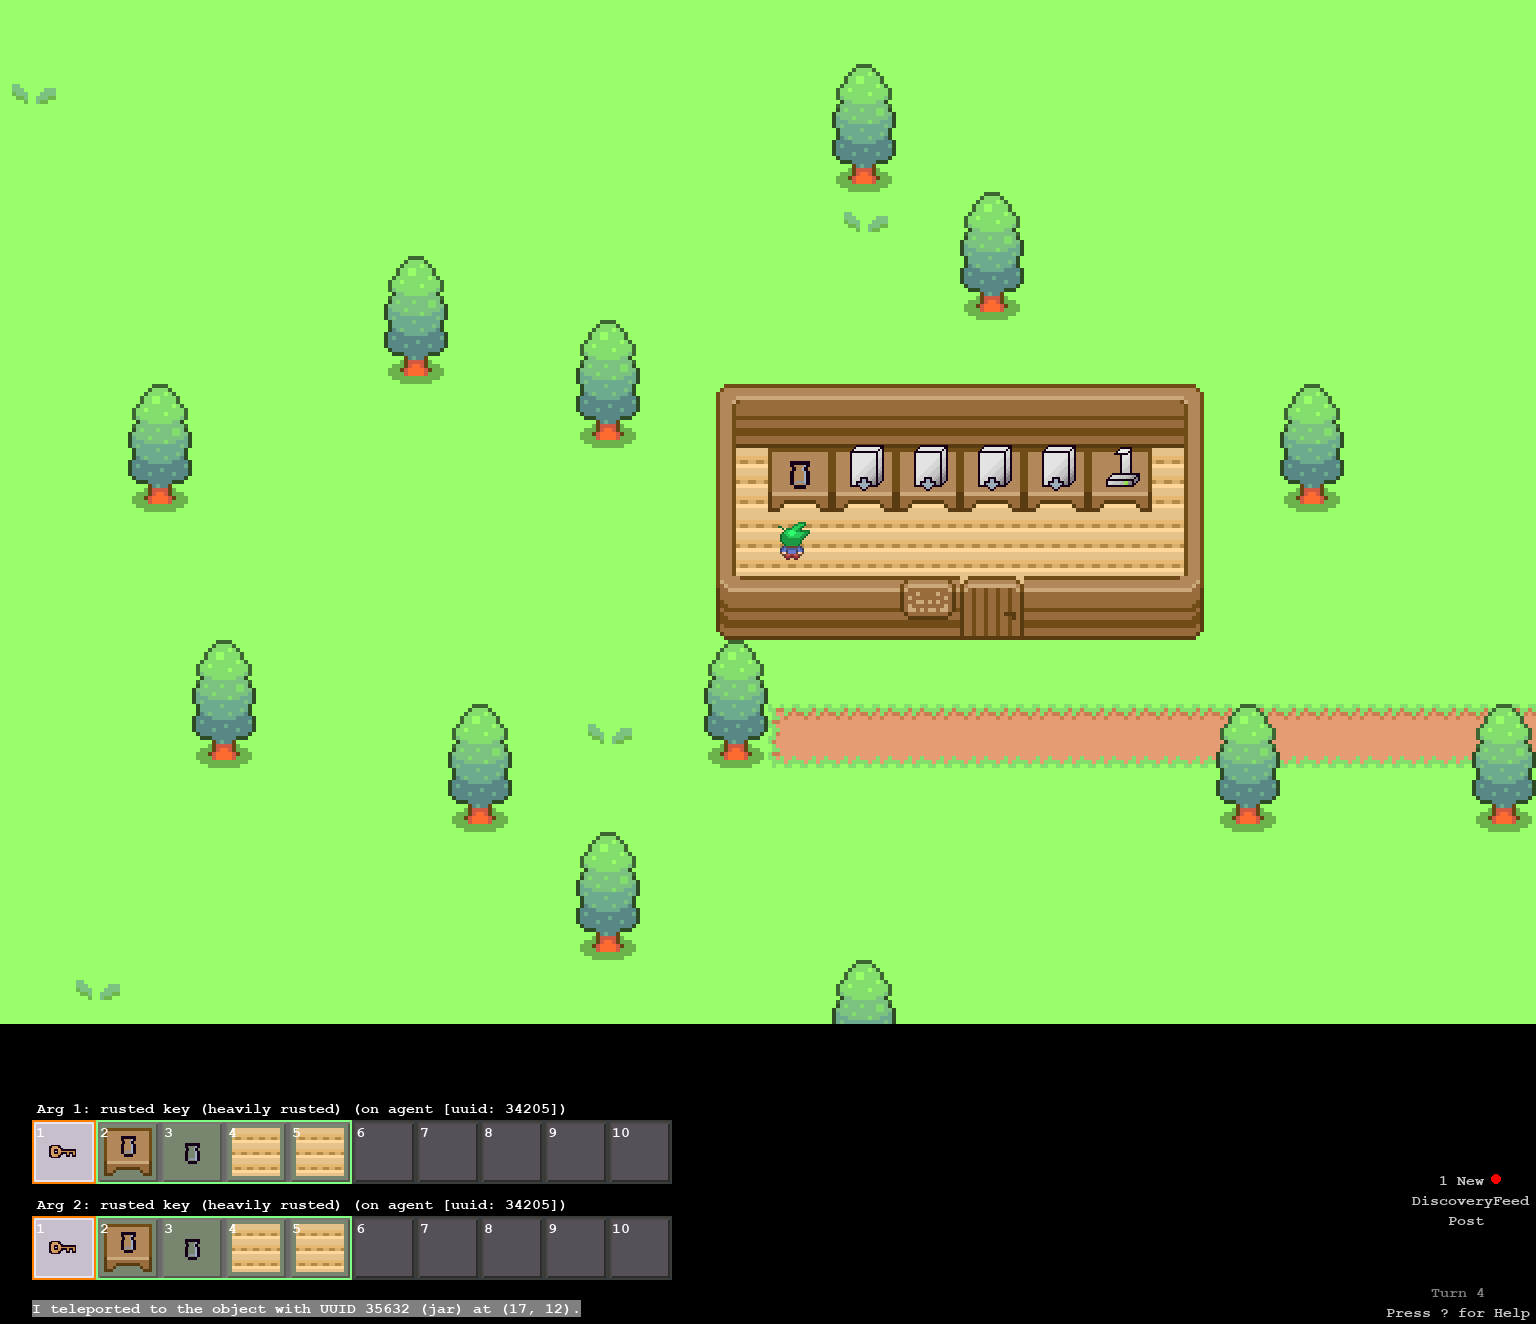 Arg 1: rusted key (heavily rusted) (on agent [uuid: 34205])
1 2 3 4 5 6 7 8 9 10
Arg 2: rusted key (heavily rusted) (on agent [uuid: 34205])
1 2 3 4 5 6 7 8 9 10
I teleported to the object with UUID 35632 (jar) at (17, 12).
1 New
DiscoveryFeed
Post
Turn 4
Press ? for Help